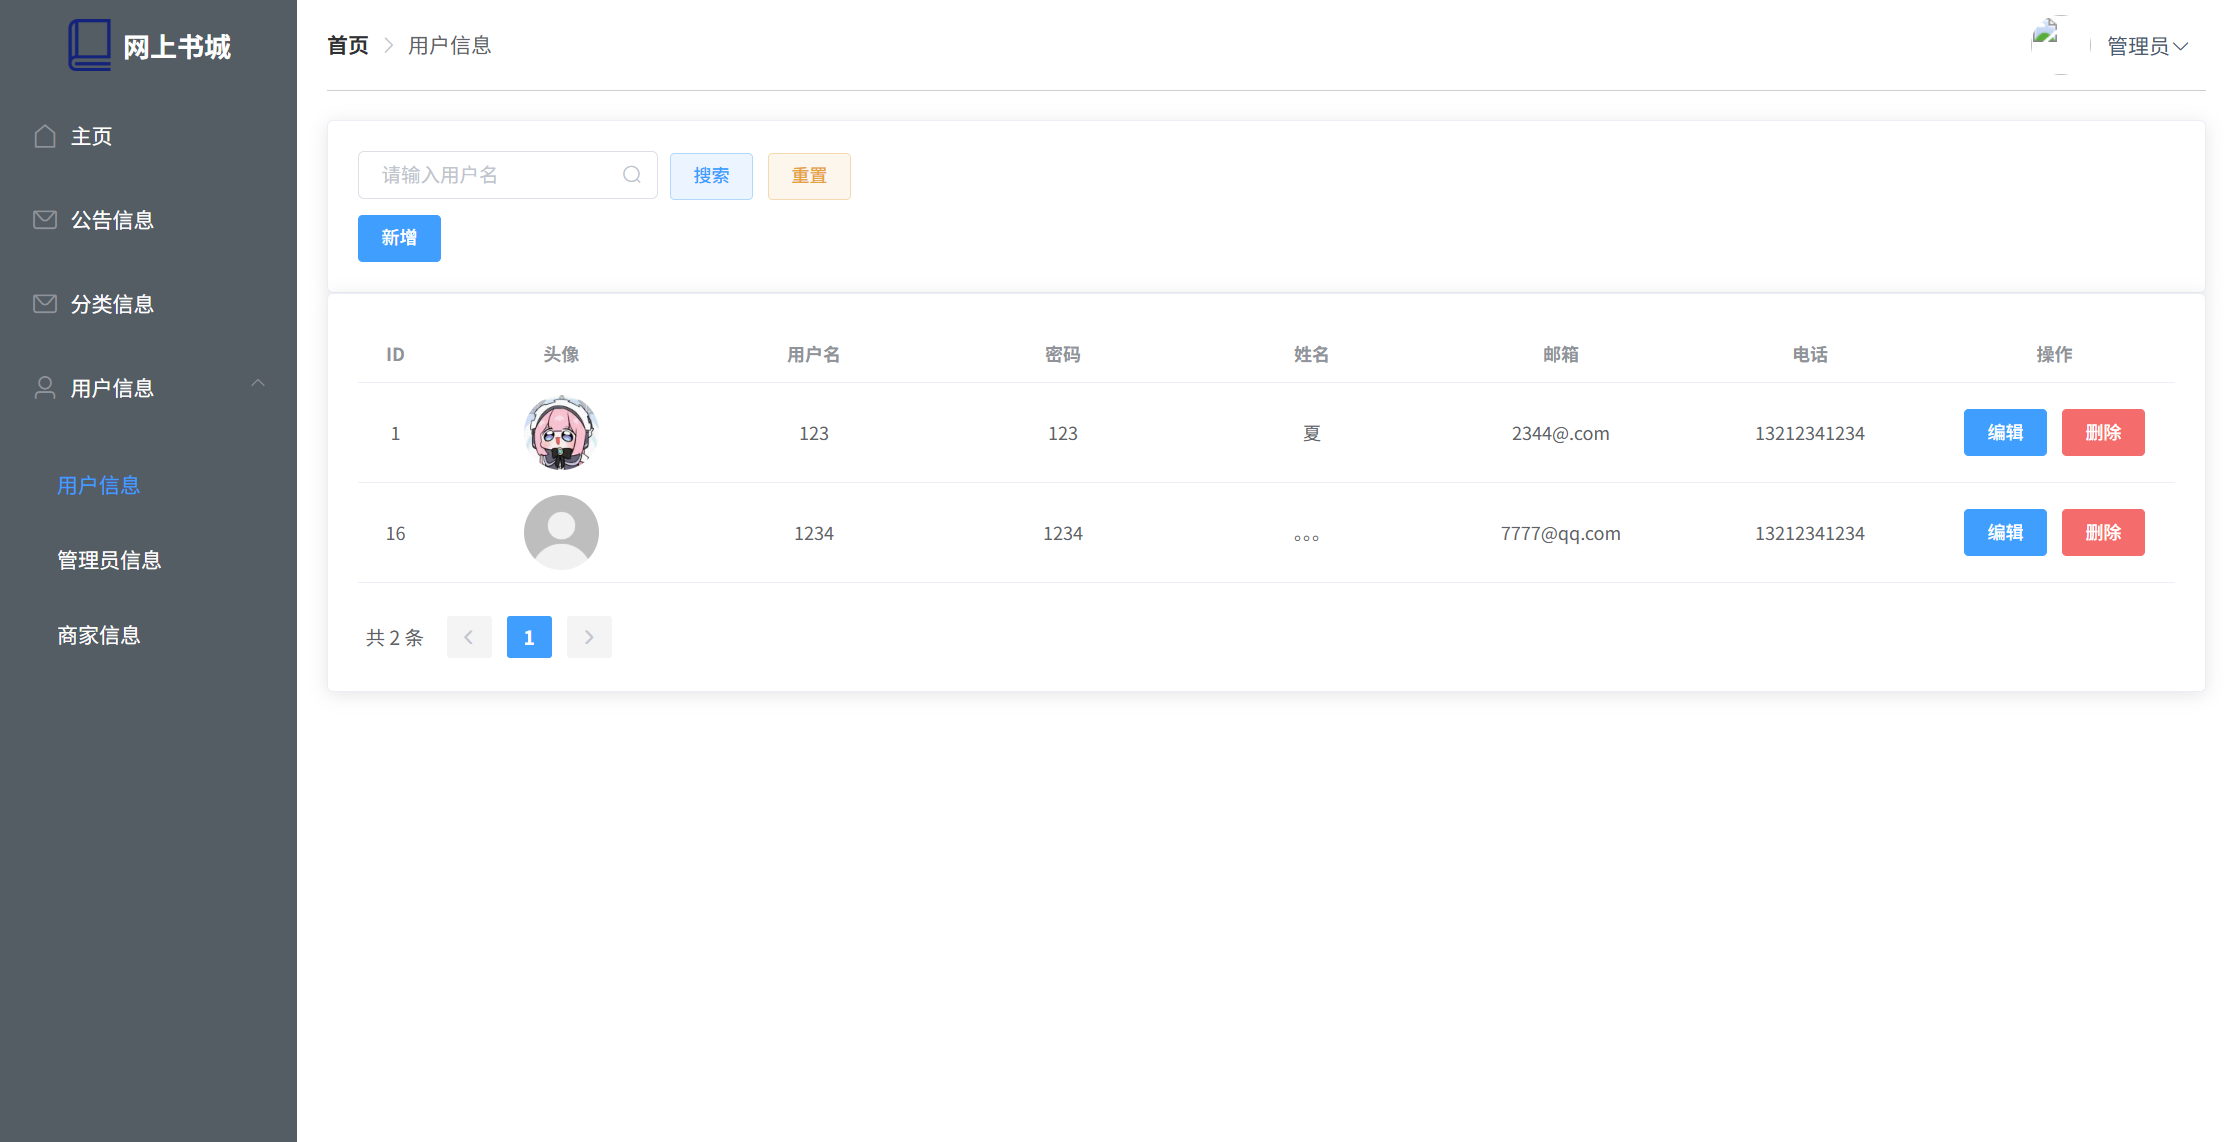 网上书城
主页
公告信息
分类信息
用户信息
用户信息
管理员信息
商家信息
首页 用户信息
管理员
请输入用户名 搜索 重置
新增
ID 头像 用户名 密码 姓名 邮箱 电话 操作
1 123 123 夏 2344@.com 13212341234 编辑 删除
16 1234 1234 。。。 7777@qq.com 13212341234 编辑 删除
共 2 条 1